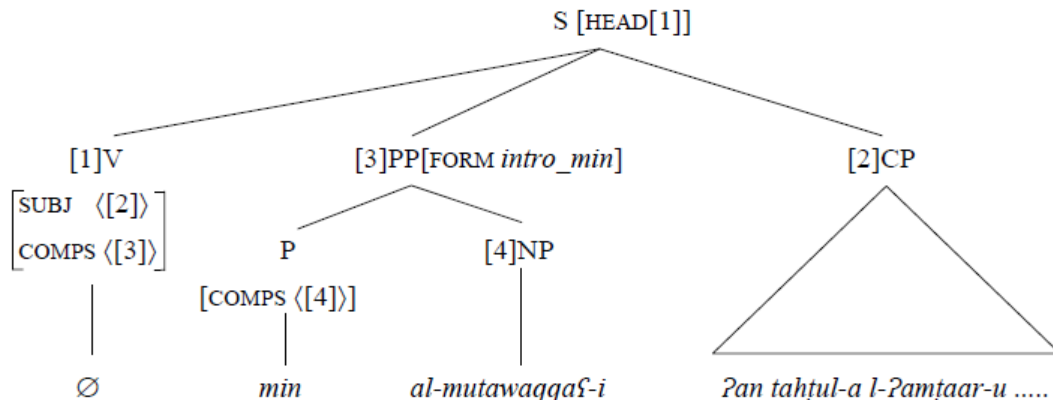 S [HEAD[1]]
[1]V [3]PP[FORM intro_min] [2]CP
[SUBJ ⟨[2]⟩
COMPS ⟨[3]⟩] P [4]NP
[COMPS ⟨[4]⟩]
∅ min al-mutawaqqaʕ-i ʔan tahṭul-a l-ʔamṭaar-u .....